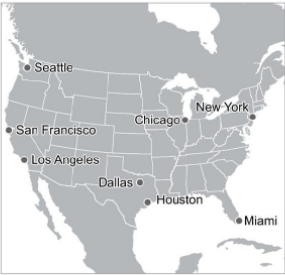 Seattle
New York
Chicago
San Francisco
Los Angeles
Dallas
Houston
Miami